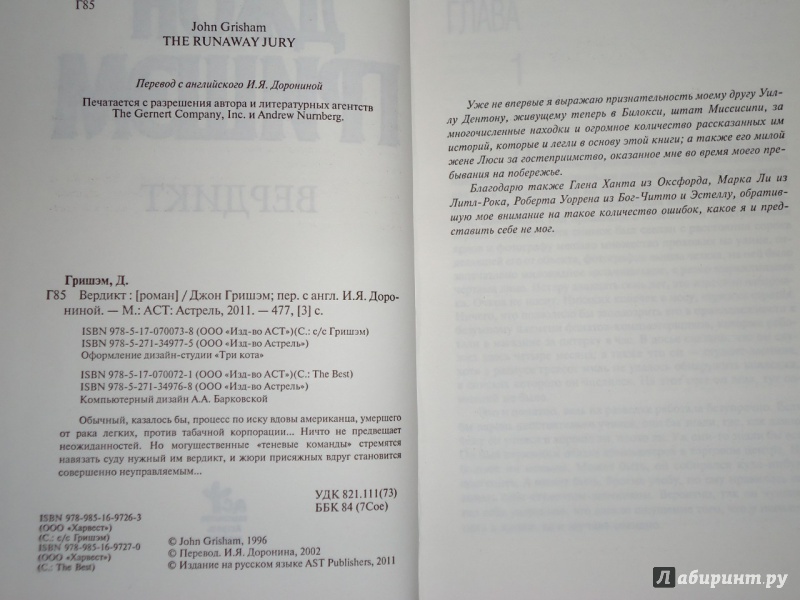 Г85
John Grisham
THE RUNAWAY JURY
Перевод с английского И.Я. Дорониной
Печатается с разрешения автора и литературных агентств
The Gernert Company, Inc. и Andrew Nurnberg.
Гришэм, Д.
Г85 Вердикт : [роман] / Джон Гришэм; пер. с англ. И.Я. Доро-
ниной. — М.: АСТ: Астрель, 2011. — 477, [3] с.
ISBN 978-5-17-070073-8 (ООО «Изд-во АСТ»)(С.: с/с Гришэм)
ISBN 978-5-271-34977-5 (ООО «Изд-во Астрель»)
Оформление дизайн-студии «Три кота»
ISBN 978-5-17-070072-1 (ООО «Изд-во АСТ»)(С.: The Best)
ISBN 978-5-271-34976-8 (ООО «Изд-во Астрель»)
Компьютерный дизайн А.А. Барковской
Обычный, казалось бы, процесс по иску вдовы американца, умершего
от рака легких, против табачной корпорации... Ничто не предвещает
неожиданностей. Но могущественные «теневые команды» стремятся
навязать суду нужный им вердикт, и жюри присяжных вдруг становится
совершенно неуправляемым...
УДК 821.111(73)
ББК 84 (7Сое)
ISBN 978-985-16-9726-3
(ООО «Харвест»)
(С.: с/с Гришэм)
ISBN 978-985-16-9727-0
(ООО «Харвест»)
(С.: The Best)
© John Grisham, 1996
© Перевод. И.Я. Доронина, 2002
© Издание на русском языке AST Publishers, 2011
Уже не впервые я выражаю признательность моему другу Уил-
лу Дентону, живущему теперь в Билокси, штат Миссисипи, за
многочисленные находки и огромное количество рассказанных им
историй, которые и легли в основу этой книги; а также его милой
жене Люси за гостеприимство, оказанное мне во время моего пре-
бывания на побережье.
Благодарю также Глена Ханта из Оксфорда, Марка Ли из
Литл-Рока, Роберта Уоррена из Бог-Читто и Эстеллу, обратив-
шую мое внимание на такое количество ошибок, какое я и пред-
ставить себе не мог.
Лабиринт.ру